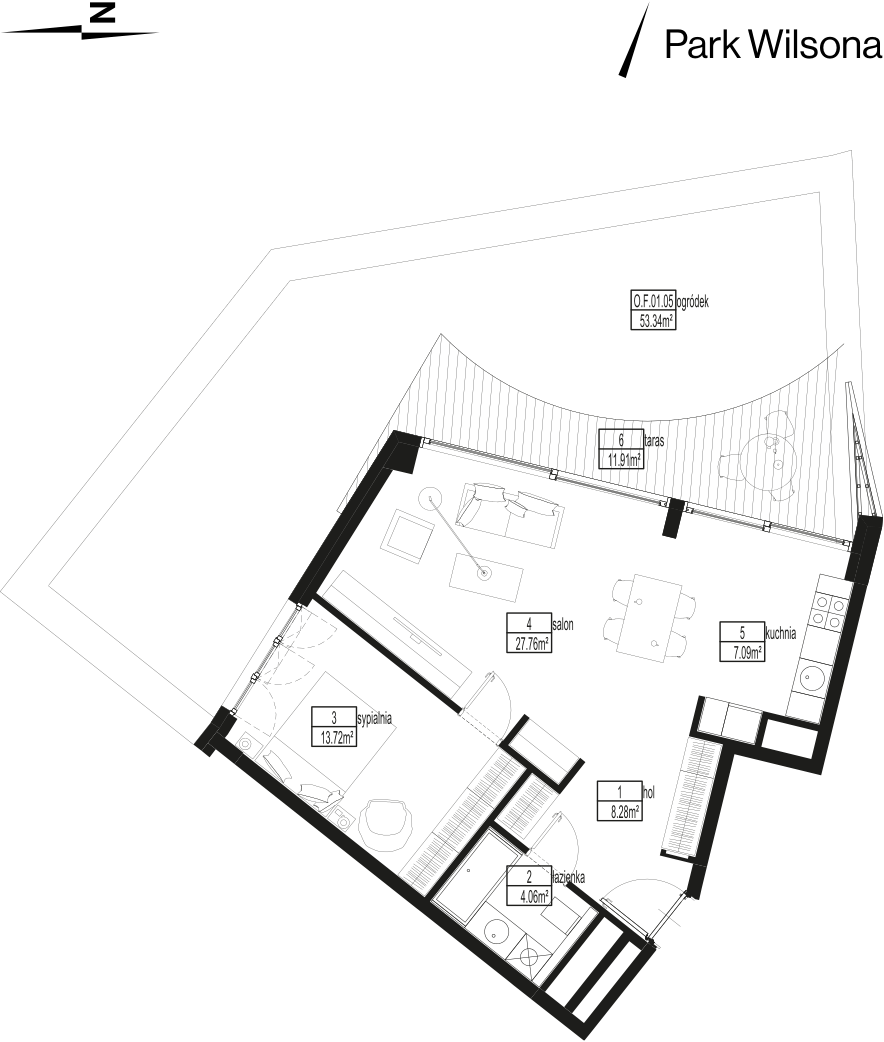 N
Park Wilsona
O.F.01.05 ogródek
53.34m²
6 taras
11.91m²
4 salon
27.76m²
5 kuchnia
7.09m²
3 sypialnia
13.72m²
1 hol
8.28m²
2 łazienka
4.06m²